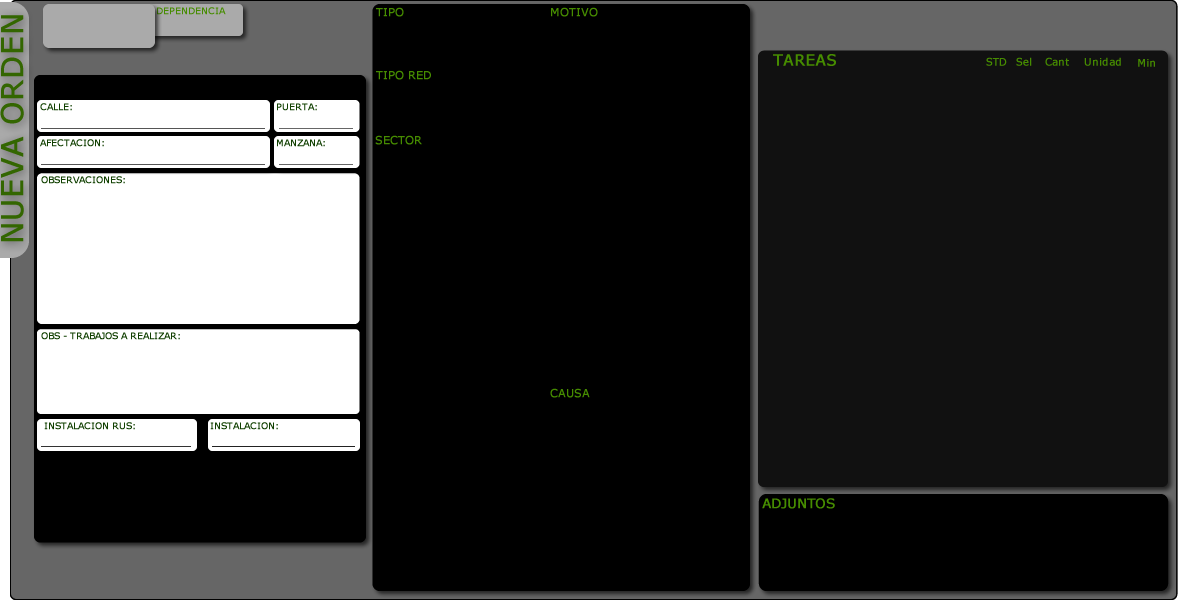 NUEVA ORDEN
DEPENDENCIA
CALLE:
PUERTA:
AFECTACION:
MANZANA:
OBSERVACIONES:
OBS - TRABAJOS A REALIZAR:
INSTALACION RUS:
INSTALACION:
TIPO
MOTIVO
TIPO RED
SECTOR
CAUSA
TAREAS
STD Sel Cant Unidad Min
ADJUNTOS